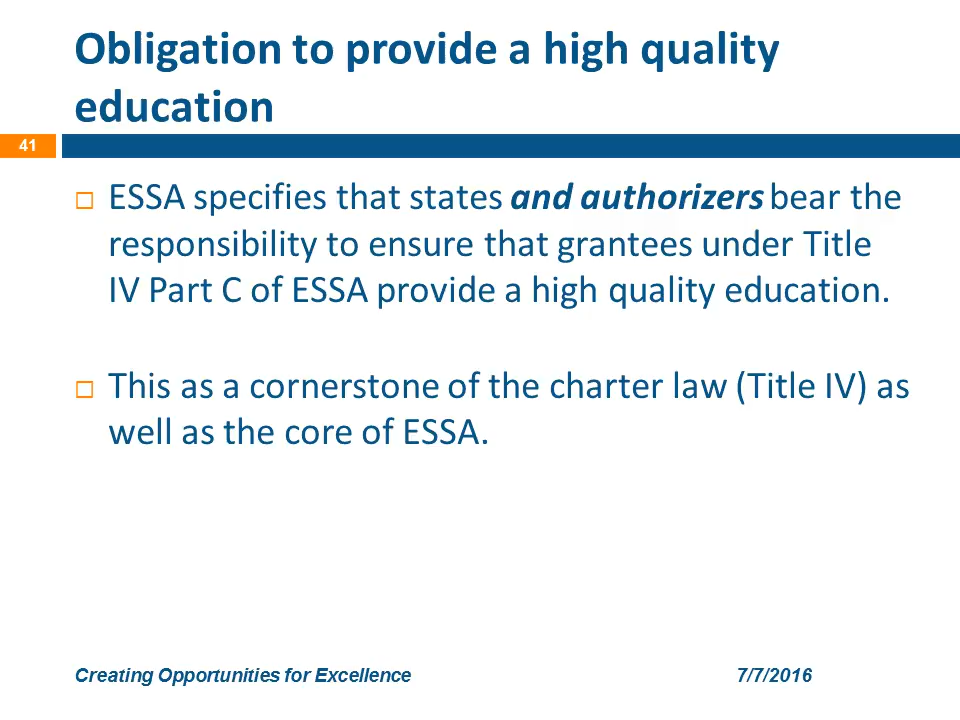 Obligation to provide a high quality
education
41
ESSA specifies that states and authorizers bear the
responsibility to ensure that grantees under Title
IV Part C of ESSA provide a high quality education.
This as a cornerstone of the charter law (Title IV) as
well as the core of ESSA.
Creating Opportunities for Excellence 7/7/2016